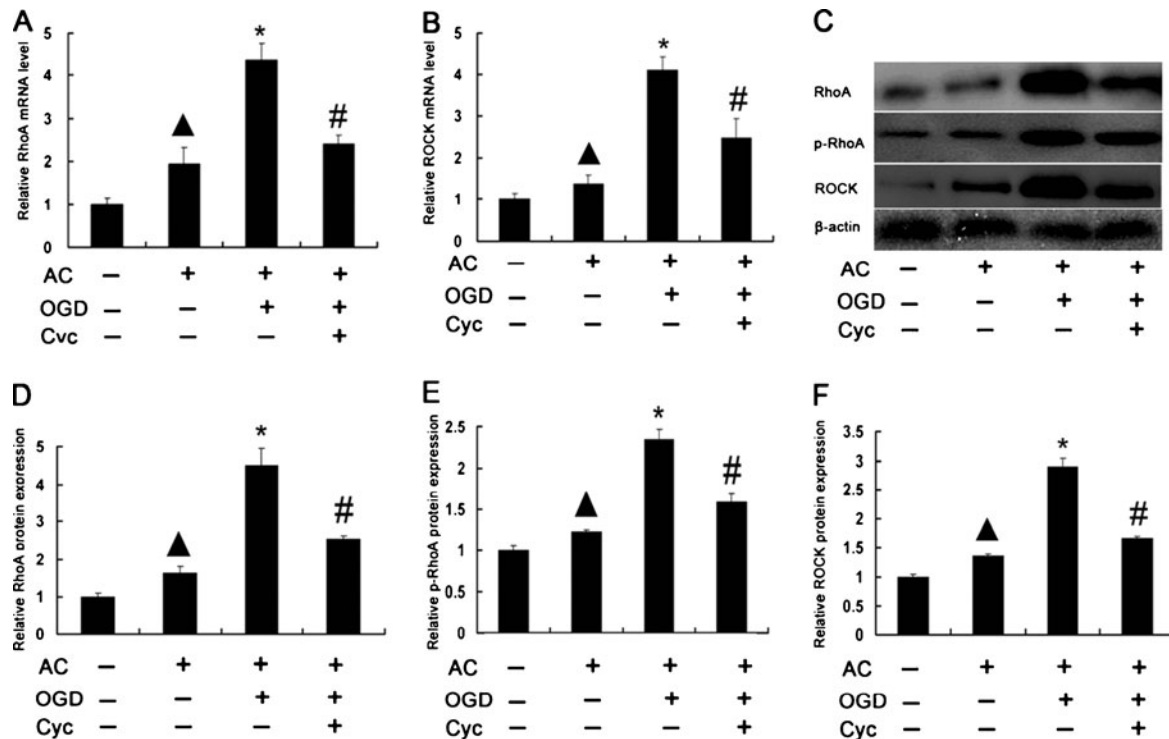 A
Relative RhoA mRNA level
5
4
3
2
1
0
▲
*
#
AC − + + +
OGD − − + +
Cvc − − − +
B
Relative ROCK mRNA level
5
4
3
2
1
0
▲
*
#
AC − + + +
OGD − − + +
Cyc − − − +
C
RhoA
p-RhoA
ROCK
β-actin
AC − + + +
OGD − − + +
Cyc − − − +
D
Relative RhoA protein expression
5
4
3
2
1
0
▲
*
#
AC − + + +
OGD − − + +
Cyc − − − +
E
Relative p-RhoA protein expression
2.5
2
1.5
1
0.5
0
▲
*
#
AC − + + +
OGD − − + +
Cyc − − − +
F
Relative ROCK protein expression
3.5
3
2.5
2
1.5
1
0.5
0
▲
*
#
AC − + + +
OGD − − + +
Cyc − − − +